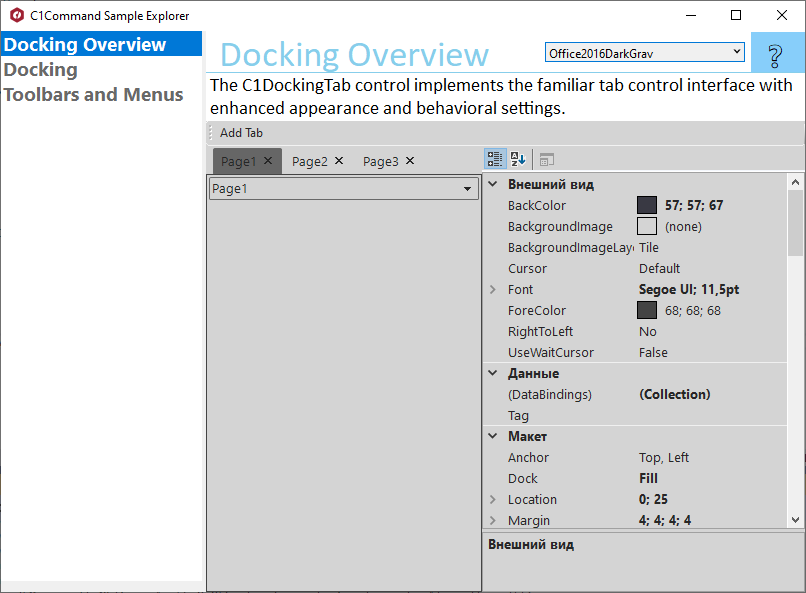 C1Command Sample Explorer
Docking Overview
Docking
Toolbars and Menus
Docking Overview
Office2016DarkGray
?
The C1DockingTab control implements the familiar tab control interface with
enhanced appearance and behavioral settings.
Add Tab
Page1 Page2 Page3
Page1
Внешний вид
BackColor 57; 57; 67
BackgroundImage (none)
BackgroundImageLay Tile
Cursor Default
Font Segoe UI; 11,5pt
ForeColor 68; 68; 68
RightToLeft No
UseWaitCursor False
Данные
(DataBindings) (Collection)
Tag
Макет
Anchor Top, Left
Dock Fill
Location 0; 25
Margin 4; 4; 4; 4
Внешний вид